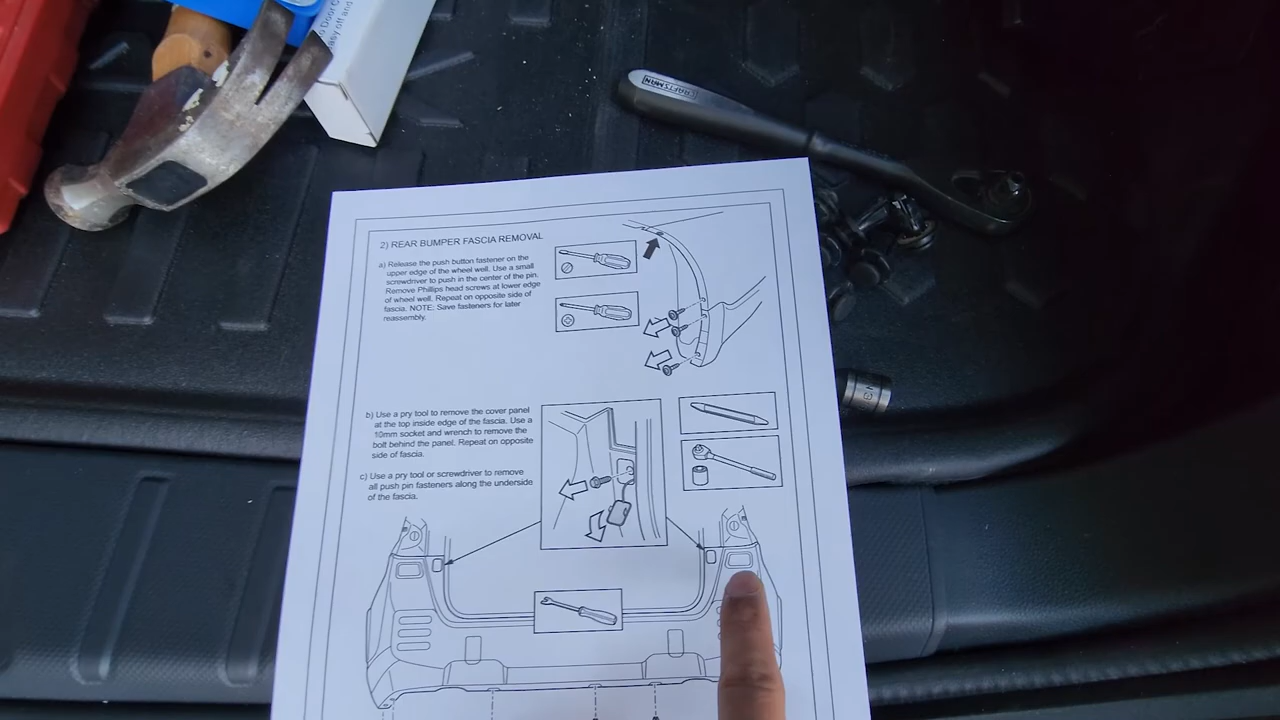 Door C
asy off and
CRAFTSMAN
2) REAR BUMPER FASCIA REMOVAL
a) Release the push button fastener on the
upper edge of the wheel well. Use a small
screwdriver to push in the center of the pin.
Remove Phillips head screws at lower edge
of wheel well. Repeat on opposite side of
fascia. NOTE: Save fasteners for later
reassembly.
b) Use a pry tool to remove the cover panel
at the top inside edge of the fascia. Use a
10mm socket and wrench to remove the
bolt behind the panel. Repeat on opposite
side of fascia.
c) Use a pry tool or screwdriver to remove
all push pin fasteners along the underside
of the fascia.